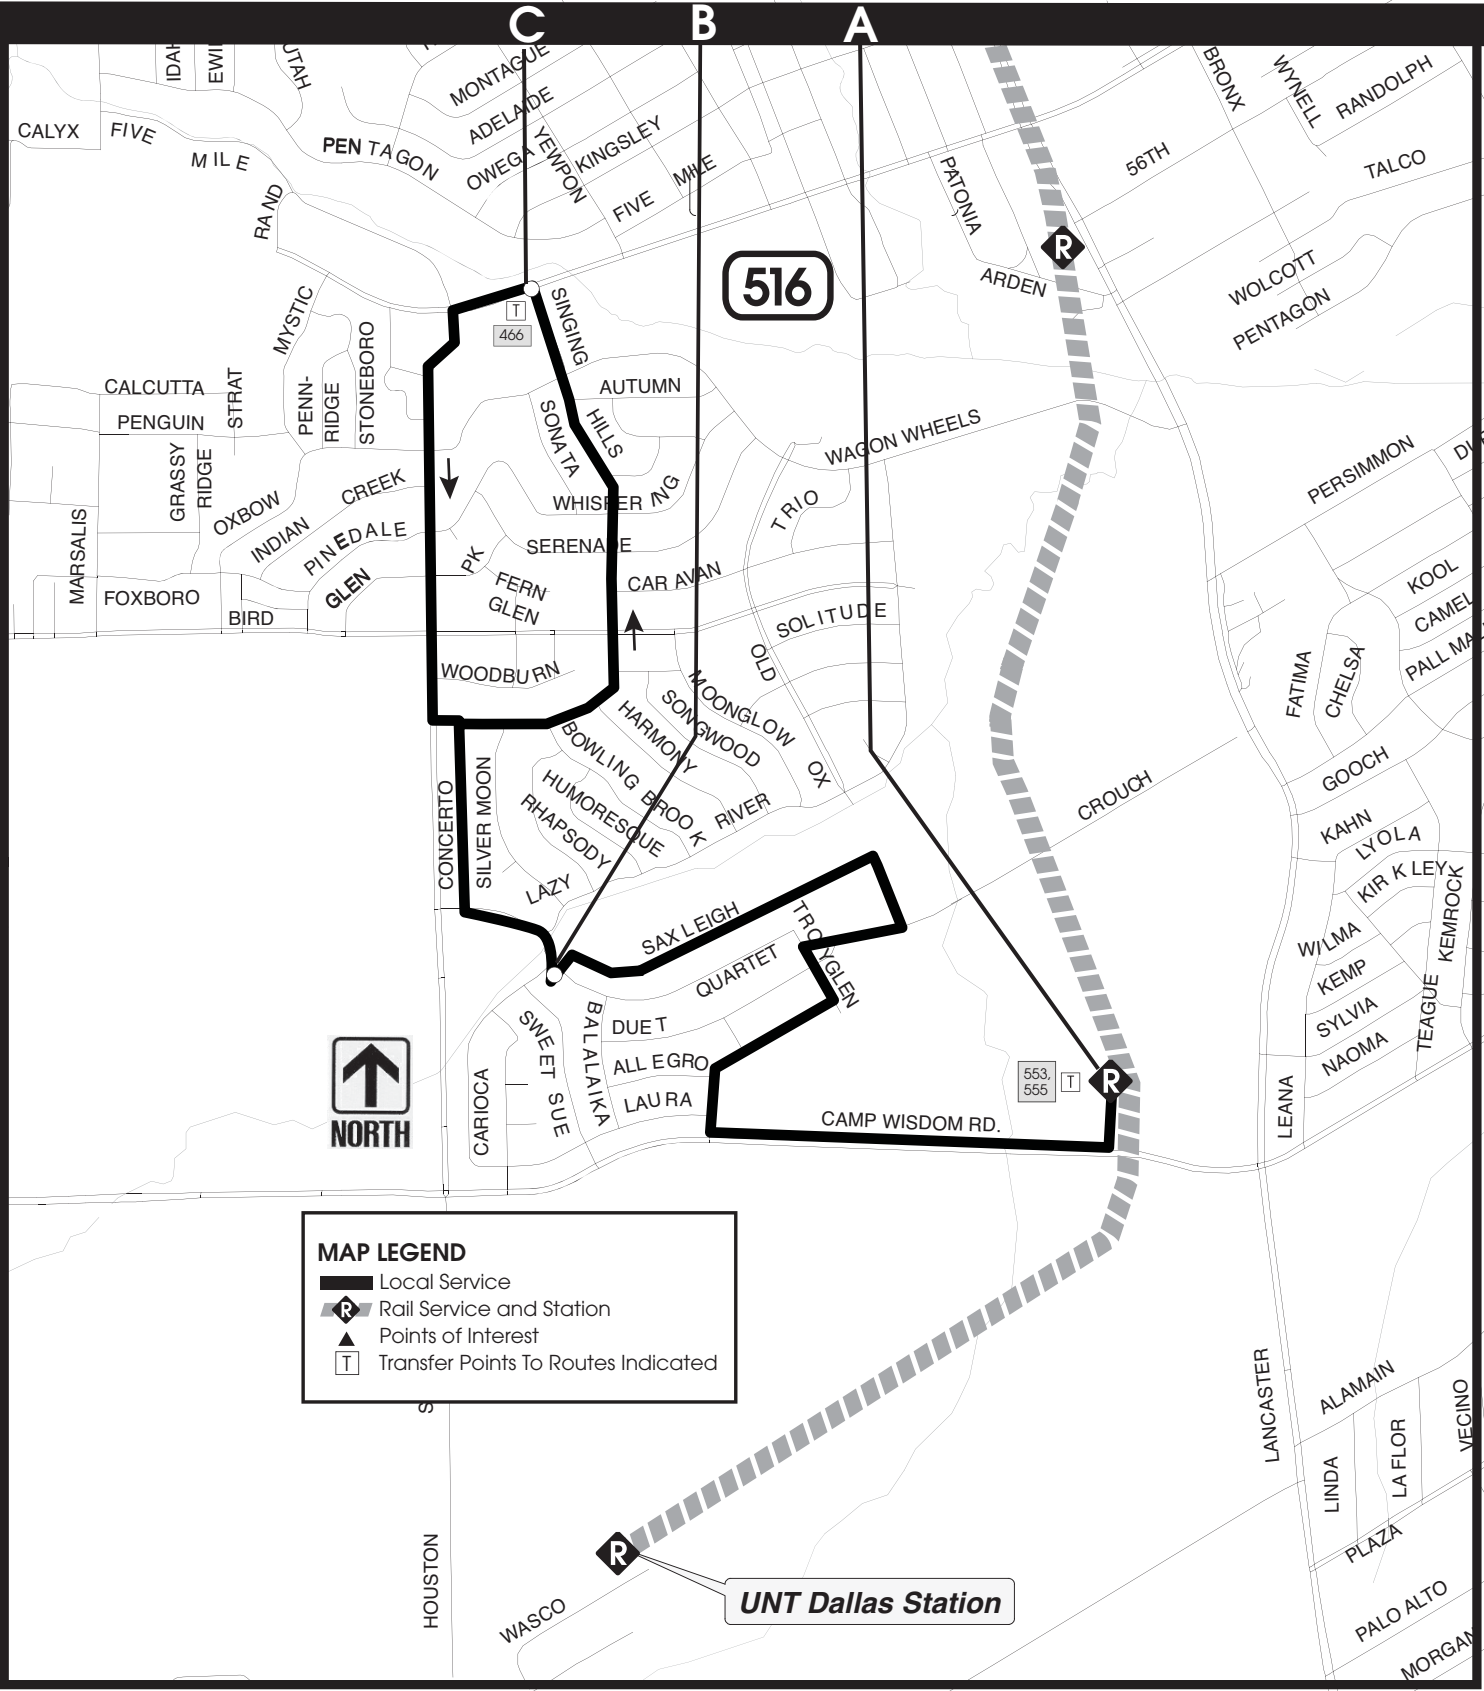 C
B
A
IDAH
EWI
UTAH
MONTAGUE
ADELAIDE
OWEGA
YEWPON
KINGSLEY
FIVE
MILE
CALYX
FIVE
MILE
PENTAGON
RAND
PATONIA
ARDEN
R
BRONX
WYNELL
RANDOLPH
56TH
TALCO
WOLCOTT
PENTAGON
516
T
466
SINGING
HILLS
MYSTIC
PENN-
RIDGE
STONEBORO
STRAT
CALCUTTA
PENGUIN
GRASSY
RIDGE
AUTUMN
SONATA
WAGON WHEELS
WHISPERING
TRIO
OXBOW
INDIAN
CREEK
PINEDALE
GLEN
MARSALIS
FOXBORO
BIRD
PK
SERENADE
FERN
GLEN
CARAVAN
SOLITUDE
PERSIMMON
KOOL
CAMEL
PALL MA
FATIMA
CHELSA
WOODBURN
OLD
OX
MOONGLOW
SONGWOOD
HARMONY
BOWLING BROOK
HUMORESQUE
RHAPSODY
LAZY
RIVER
CONCERTO
SILVER MOON
CROUCH
GOOCH
KAHN
LYOLA
KIRKLEY
KEMROCK
WILMA
KEMP
SYLVIA
NAOMA
TEAGUE
LEANA
SAXLEIGH
TROYGLEN
QUARTET
DUET
ALLEGRO
LAURA
BALALAIKA
SWEET SUE
CARIOCA
553,
555
T
R
CAMP WISDOM RD.
NORTH
MAP LEGEND
Local Service
R Rail Service and Station
Points of Interest
T Transfer Points To Routes Indicated
S
HOUSTON
LANCASTER
ALAMAIN
LINDA
LA FLOR
VECINO
PLAZA
PALO ALTO
MORGAN
R
UNT Dallas Station
WASCO